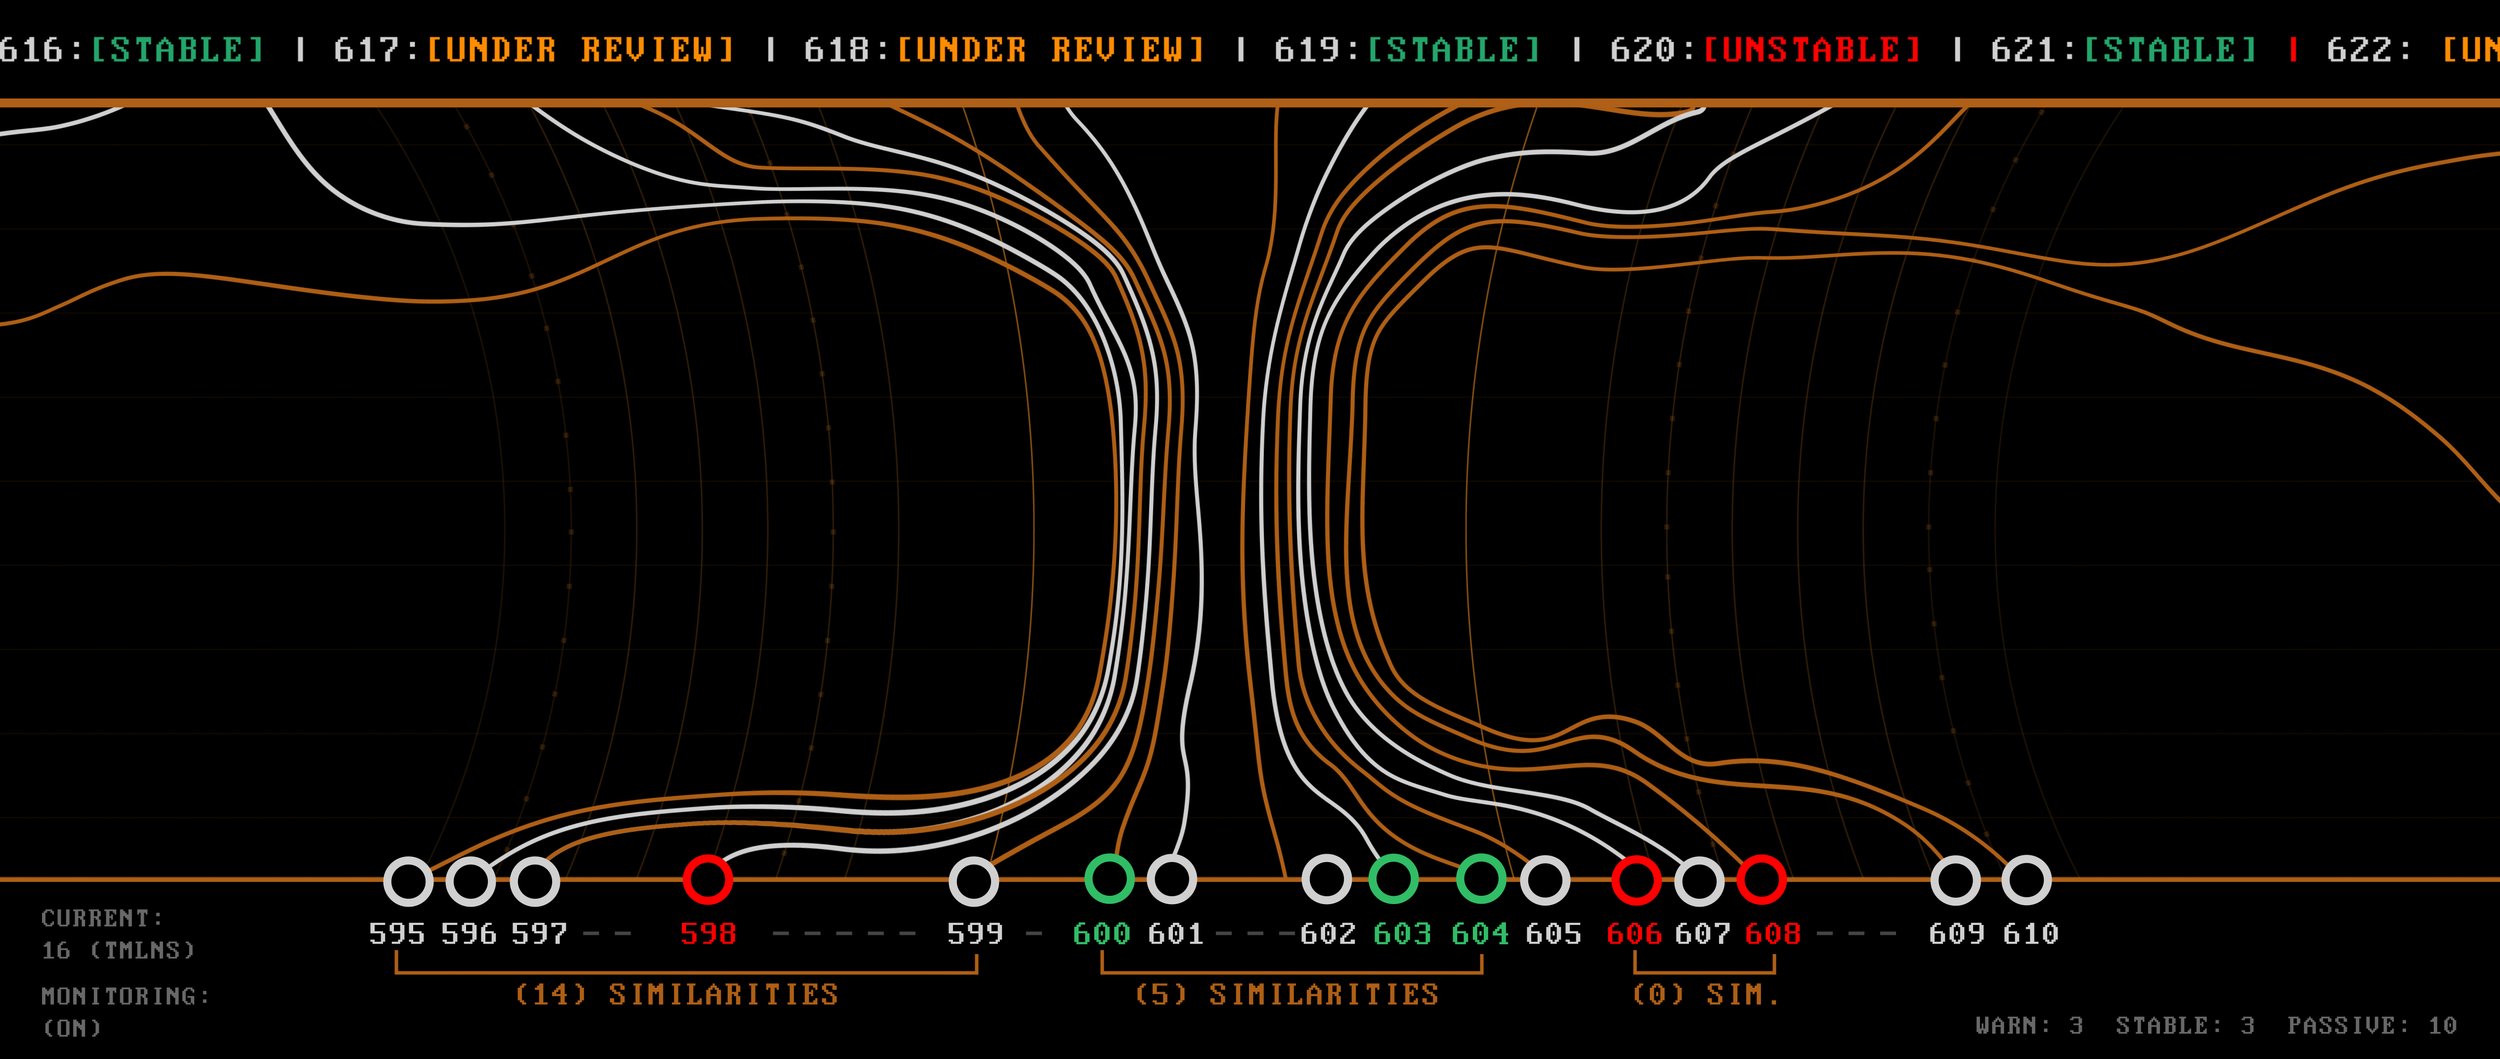 616:[STABLE] | 617:[UNDER REVIEW] | 618:[UNDER REVIEW] | 619:[STABLE] | 620:[UNSTABLE] | 621:[STABLE] | 622: [UN
595 596 597 -- 598 ------ 599 - 600 601 --- 602 603 604 605 606 607 608 --- 609 610
(14) SIMILARITIES (5) SIMILARITIES (0) SIM.
CURRENT:
16 (TMLNS)
MONITORING:
(ON)
WARN: 3 STABLE: 3 PASSIVE: 10